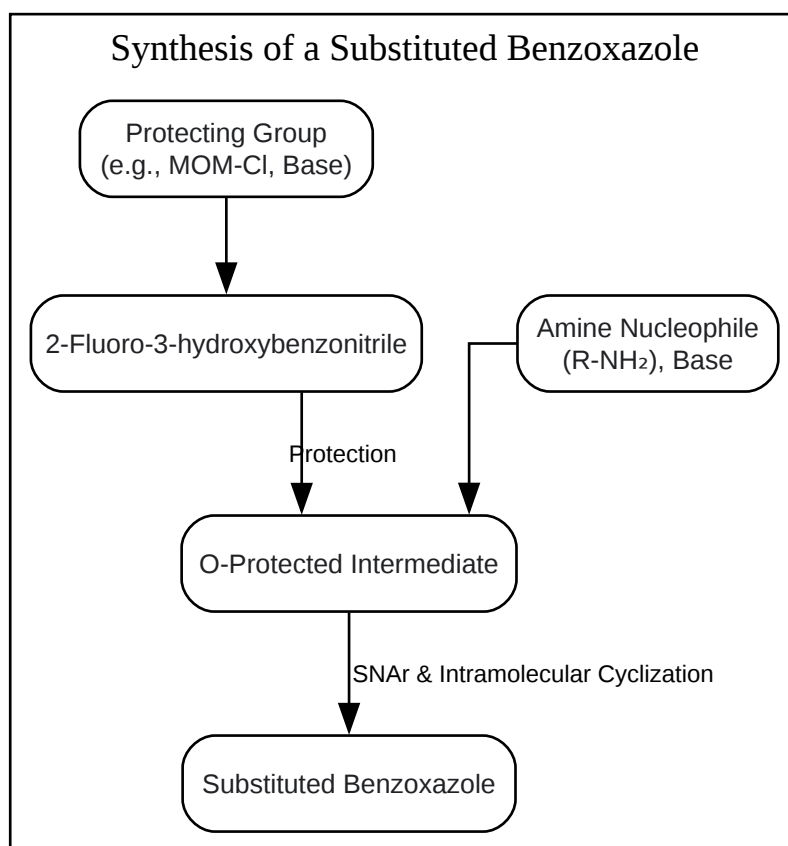 Synthesis of a Substituted Benzoxazole
Protecting Group
(e.g., MOM-Cl, Base)
2-Fluoro-3-hydroxybenzonitrile
Amine Nucleophile
(R-NH₂), Base
Protection
O-Protected Intermediate
SNAr & Intramolecular Cyclization
Substituted Benzoxazole